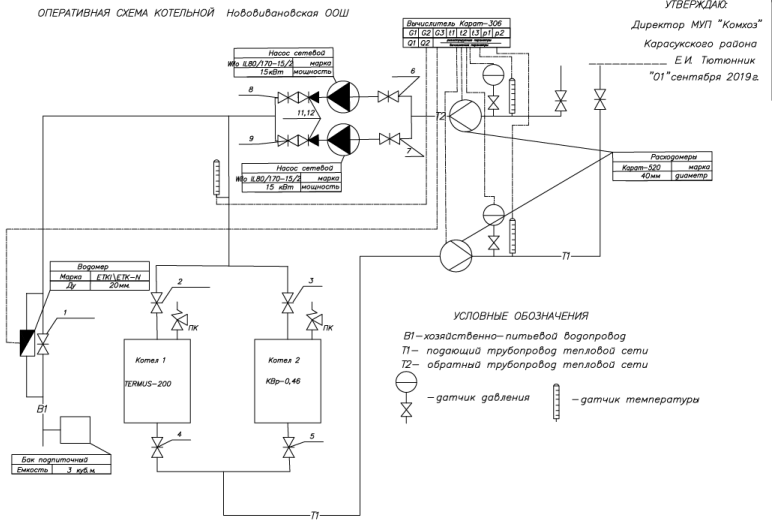 ОПЕРАТИВНАЯ СХЕМА КОТЕЛЬНОЙ Нововивановская ООШ
УТВЕРЖДАЮ:
Директор МУП "Комхоз"
Карасукского района
Е.И. Тютюнник
"01"сентября 2019г.
Вычислитель Карат-306
G1 G2 G3 t1 t2 t3 p1 p2
Q1 Q2
Насос сетевой
Wilo IL80/170-15/2 марка
15кВт мощность
8
6
11,12
9
7
T2
Насос сетевой
Wilo IL80/170-15/2 марка
15 кВт мощность
Расходомеры
Карат-520 марка
40мм диаметр
T1
Водомер
Марка ETKI\ETK-N
Ду 20мм.
1
2
3
ПК
ПК
Котел 1
TERMUS-200
Котел 2
КВр-0,46
4
5
В1
Бак подпиточный
Емкость 3 куб.м.
T1
УСЛОВНЫЕ ОБОЗНАЧЕНИЯ
В1-хозяйственно-питьевой водопровод
Т1- подающий трубопровод тепловой сети
Т2- обратный трубопровод тепловой сети
-датчик давления
-датчик температуры